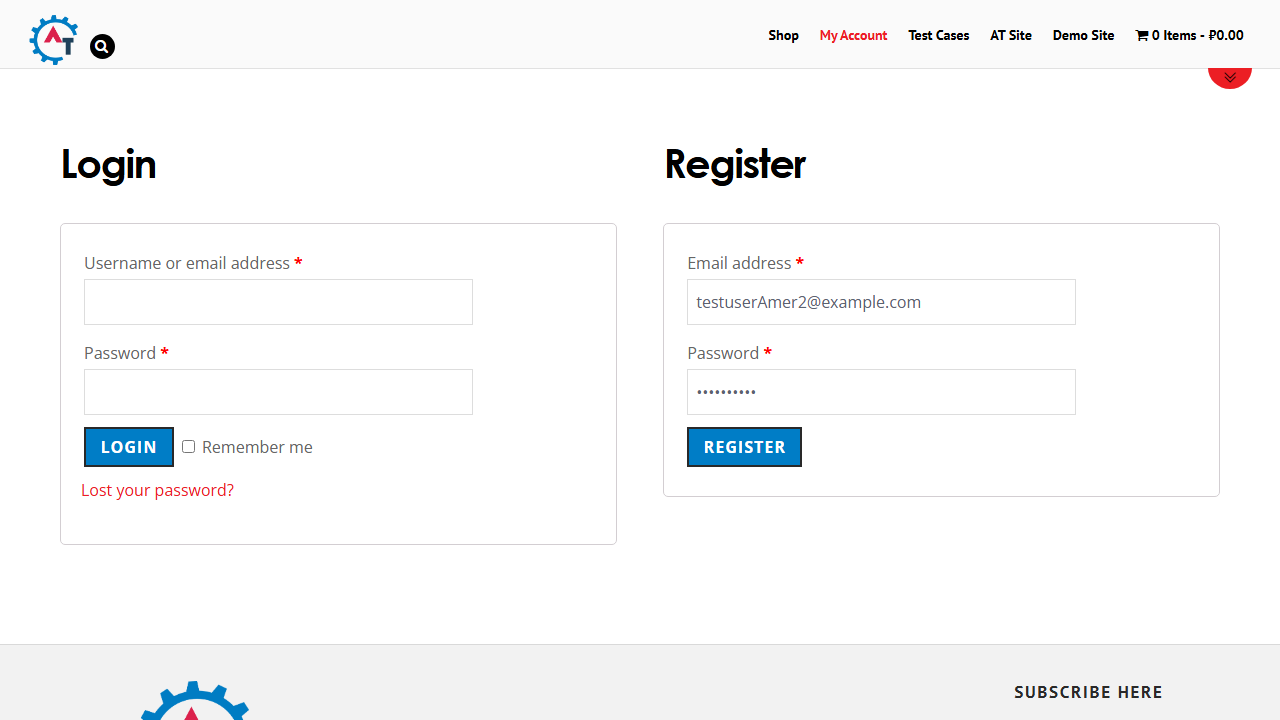 AT
Shop My Account Test Cases AT Site Demo Site 0 Items - ₽0.00
Login
Username or email address *
Password *
LOGIN Remember me
Lost your password?
Register
Email address *
testuserAmer2@example.com
Password *
••••••••••
REGISTER
SUBSCRIBE HERE